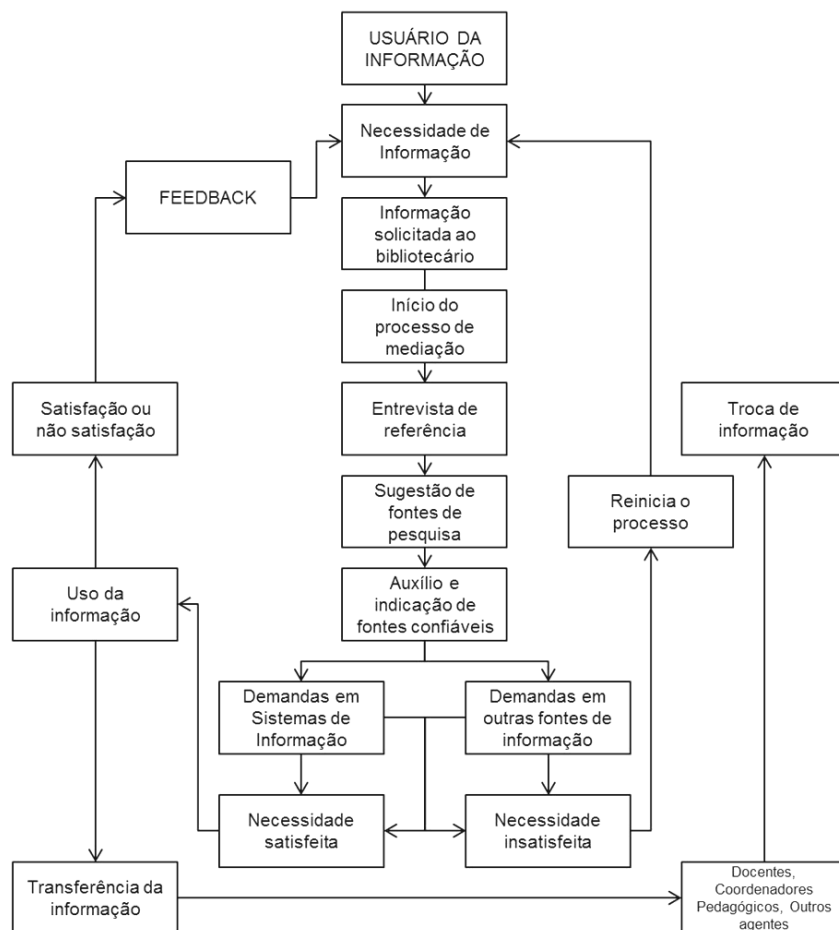 USUÁRIO DA
INFORMAÇÃO
Necessidade de
Informação
FEEDBACK
Informação
solicitada ao
bibliotecário
Início do
processo de
mediação
Satisfação ou
não satisfação
Entrevista de
referência
Troca de
informação
Sugestão de
fontes de
pesquisa
Reinicia o
processo
Uso da
informação
Auxílio e
indicação de
fontes confiáveis
Demandas em
Sistemas de
Informação
Demandas em
outras fontes de
informação
Necessidade
satisfeita
Necessidade
insatisfeita
Transferência da
informação
Docentes,
Coordenadores
Pedagógicos, Outros
agentes